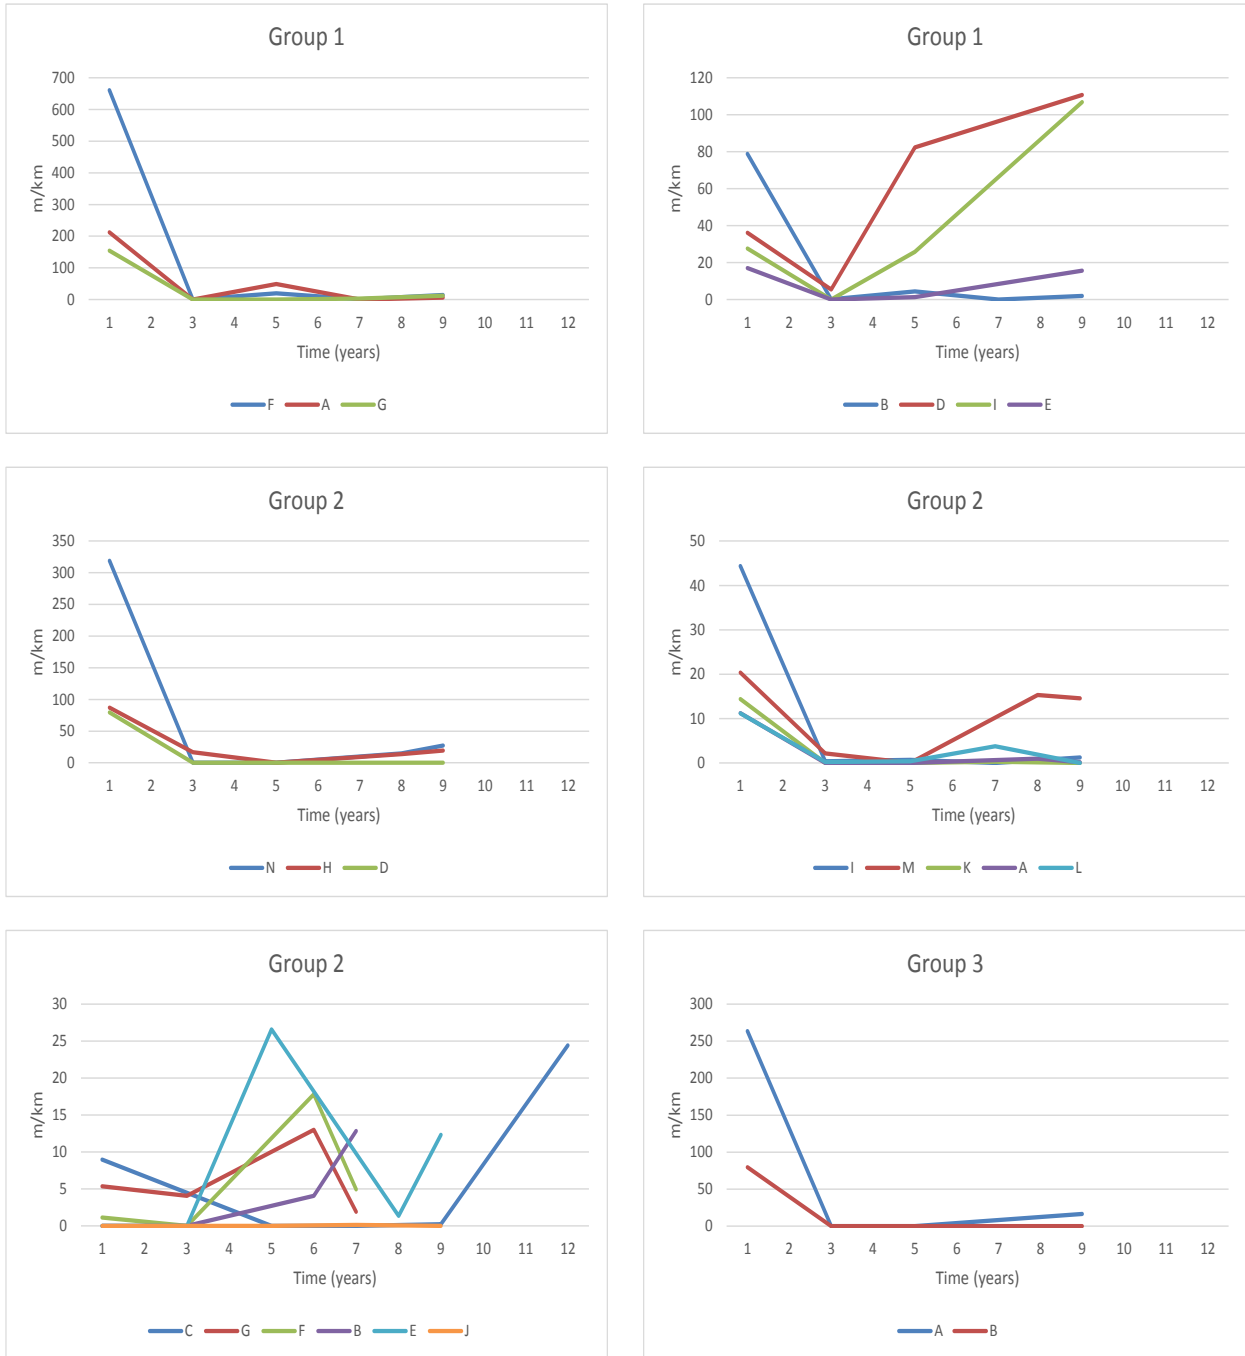 Group 1
700
600
500
400
300
200
100
0
m/km
1 2 3 4 5 6 7 8 9 10 11 12
Time (years)
F A G
Group 1
120
100
80
60
40
20
0
m/km
1 2 3 4 5 6 7 8 9 10 11 12
Time (years)
B D I E
Group 2
350
300
250
200
150
100
50
0
m/km
1 2 3 4 5 6 7 8 9 10 11 12
Time (years)
N H D
Group 2
50
40
30
20
10
0
m/km
1 2 3 4 5 6 7 8 9 10 11 12
Time (years)
I M K A L
Group 2
30
25
20
15
10
5
0
m/km
1 2 3 4 5 6 7 8 9 10 11 12
Time (years)
C G F B E J
Group 3
300
250
200
150
100
50
0
m/km
1 2 3 4 5 6 7 8 9 10 11 12
Time (years)
A B